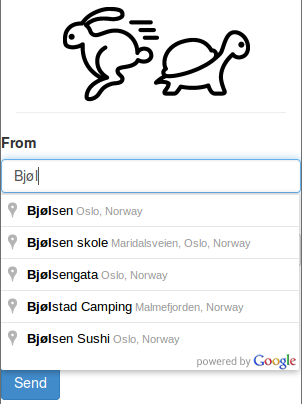 From
Bjøl
Bjølsen Oslo, Norway
Bjølsen skole Maridalsveien, Oslo, Norway
Bjølsengata Oslo, Norway
Bjølstad Camping Malmefjorden, Norway
Bjølsen Sushi Oslo, Norway
powered by Google
Send